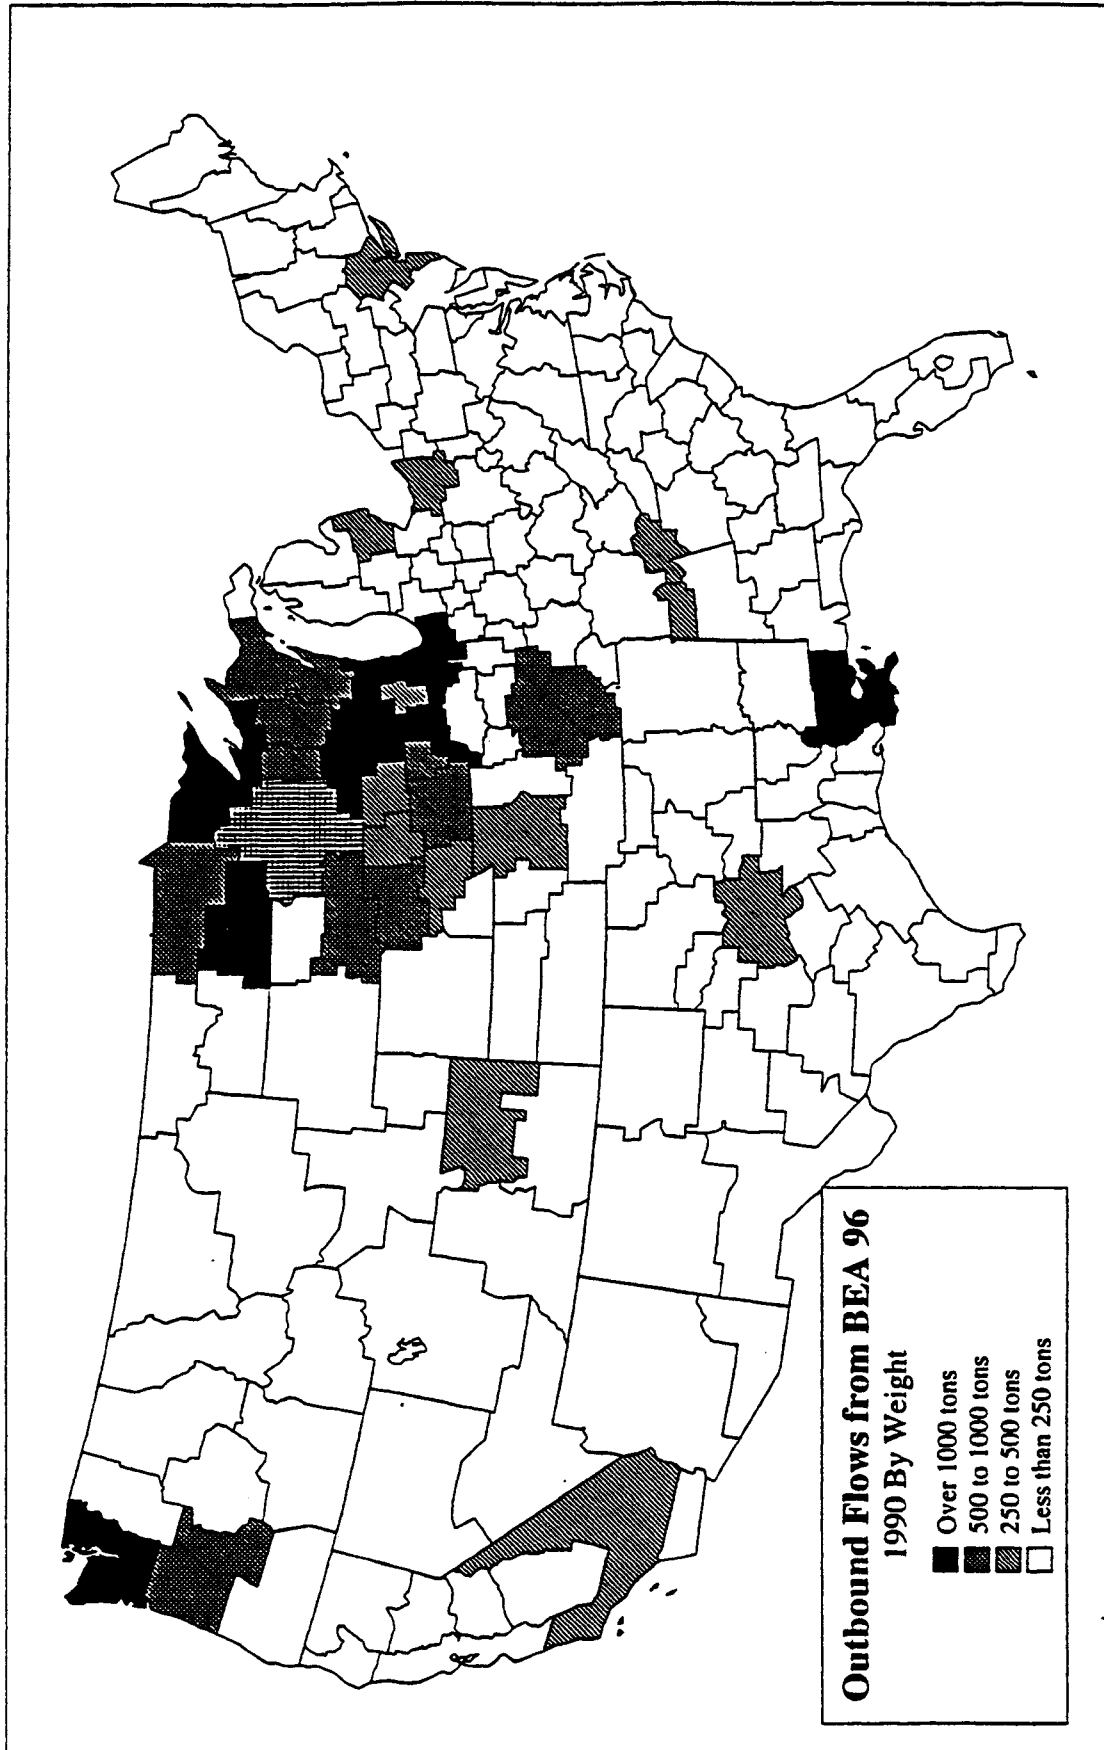 Outbound Flows from BEA 96
1990 By Weight
Over 1000 tons
500 to 1000 tons
250 to 500 tons
Less than 250 tons